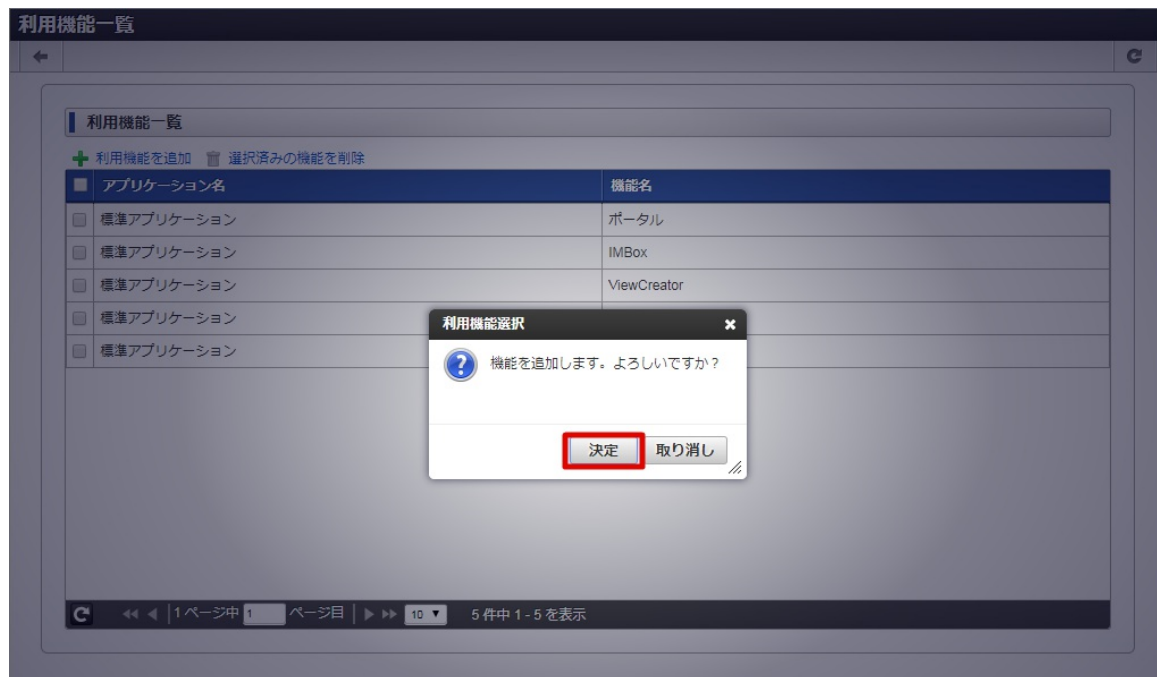 利用機能一覧
利用機能一覧
利用機能を追加 選択済みの機能を削除
アプリケーション名 機能名
標準アプリケーション ポータル
標準アプリケーション IMBox
標準アプリケーション ViewCreator
標準アプリケーション
標準アプリケーション
利用機能選択
機能を追加します。よろしいですか？
決定 取り消し
1 ページ中 1 ページ目 10 5 件中 1 - 5 を表示